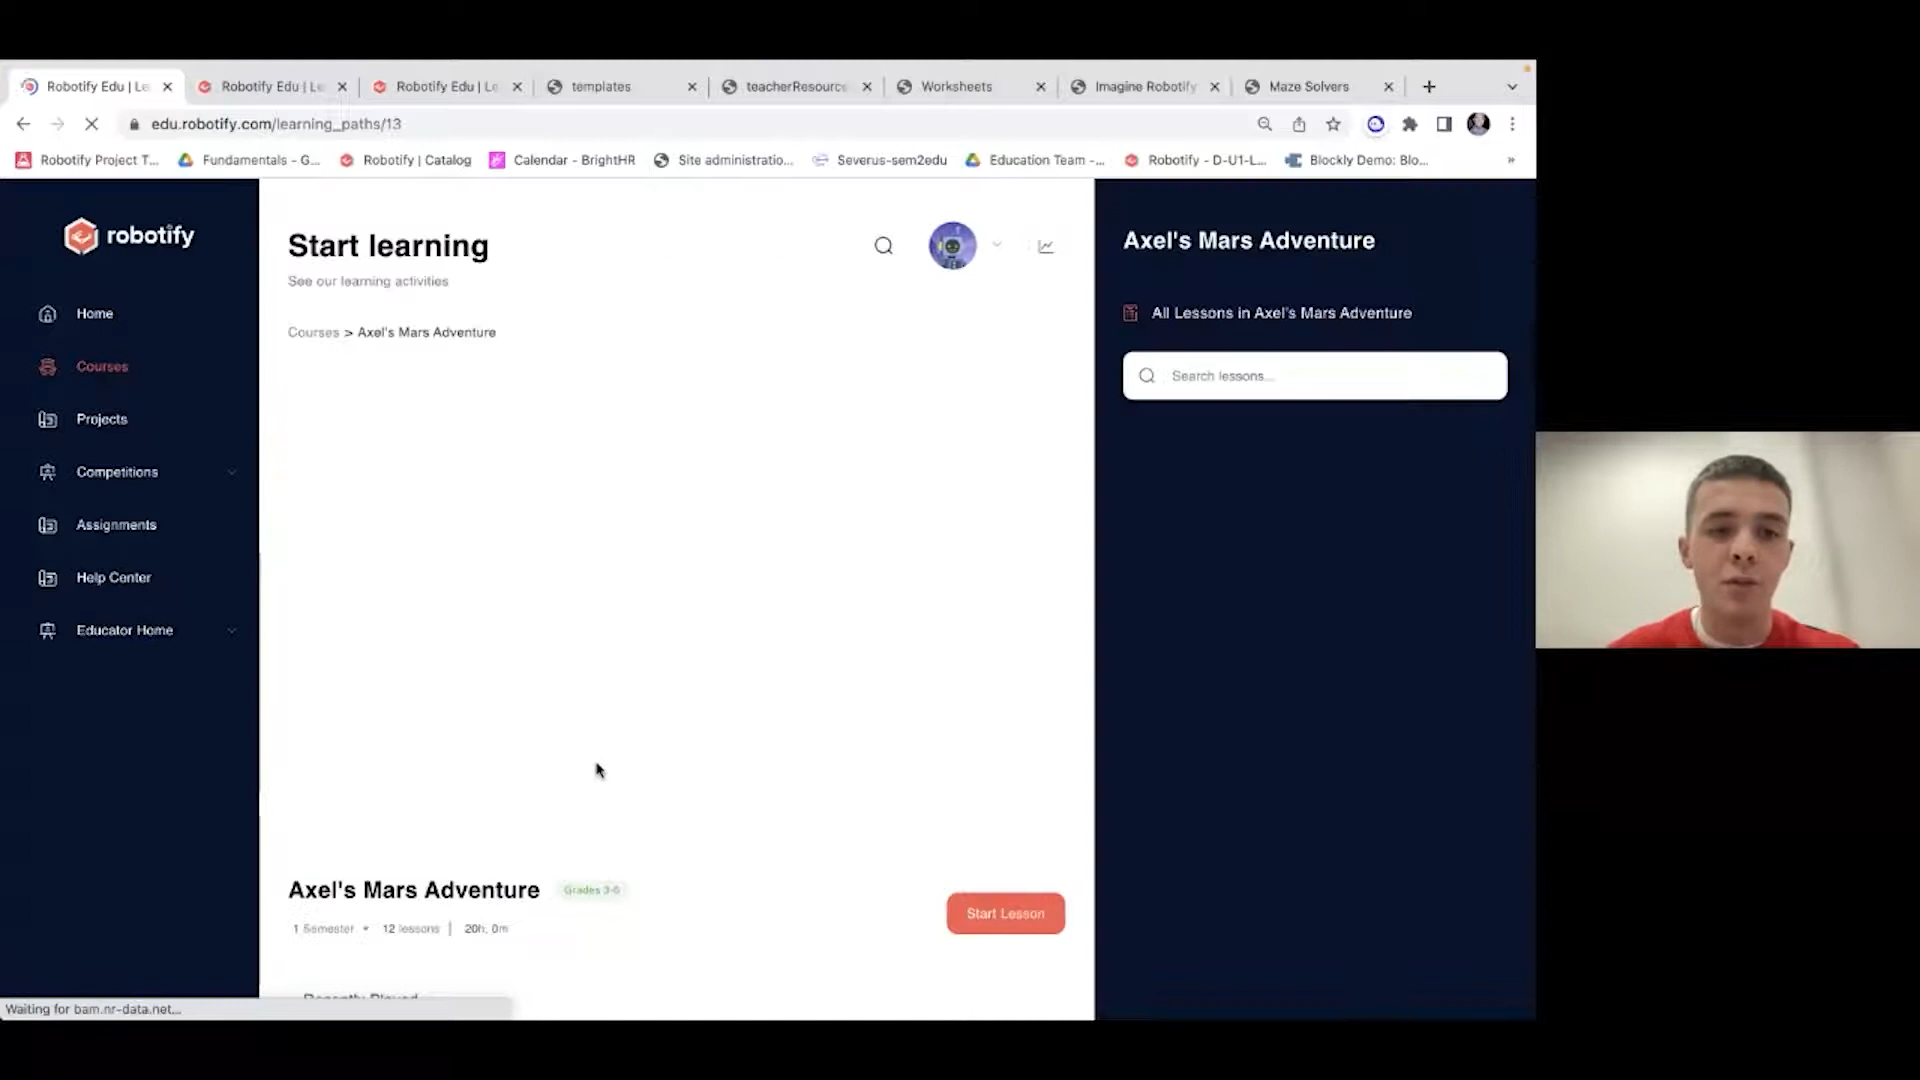 Robotify Edu | Le
Robotify Edu | Le
Robotify Edu | Le
templates
teacherResourc
Worksheets
Imagine Robotify
Maze Solvers
edu.robotify.com/learning_paths/13
Robotify Project T...
Fundamentals - G...
Robotify | Catalog
Calendar - BrightHR
Site administratio...
Severus-sem2edu
Education Team -...
Robotify - D-U1-L...
Blockly Demo: Blo...
»
robotify
Home
Courses
Projects
Competitions
Assignments
Help Center
Educator Home
Start learning
See our learning activities
Courses > Axel's Mars Adventure
Axel's Mars Adventure
Grades 3-6
1 Semester
12 lessons | 20h, 0m
Start Lesson
Recently Played
Axel's Mars Adventure
All Lessons in Axel's Mars Adventure
Search lessons...
Waiting for bam.nr-data.net...